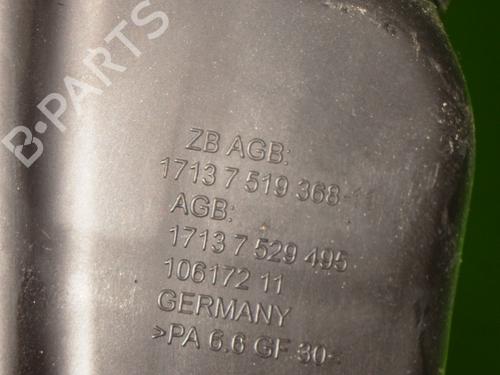 B-PARTS
ZB AGB:
1713 7 519 368-11
AGB:
1713 7 529 495
106172 11
GERMANY
>PA 6.6 GF 30<